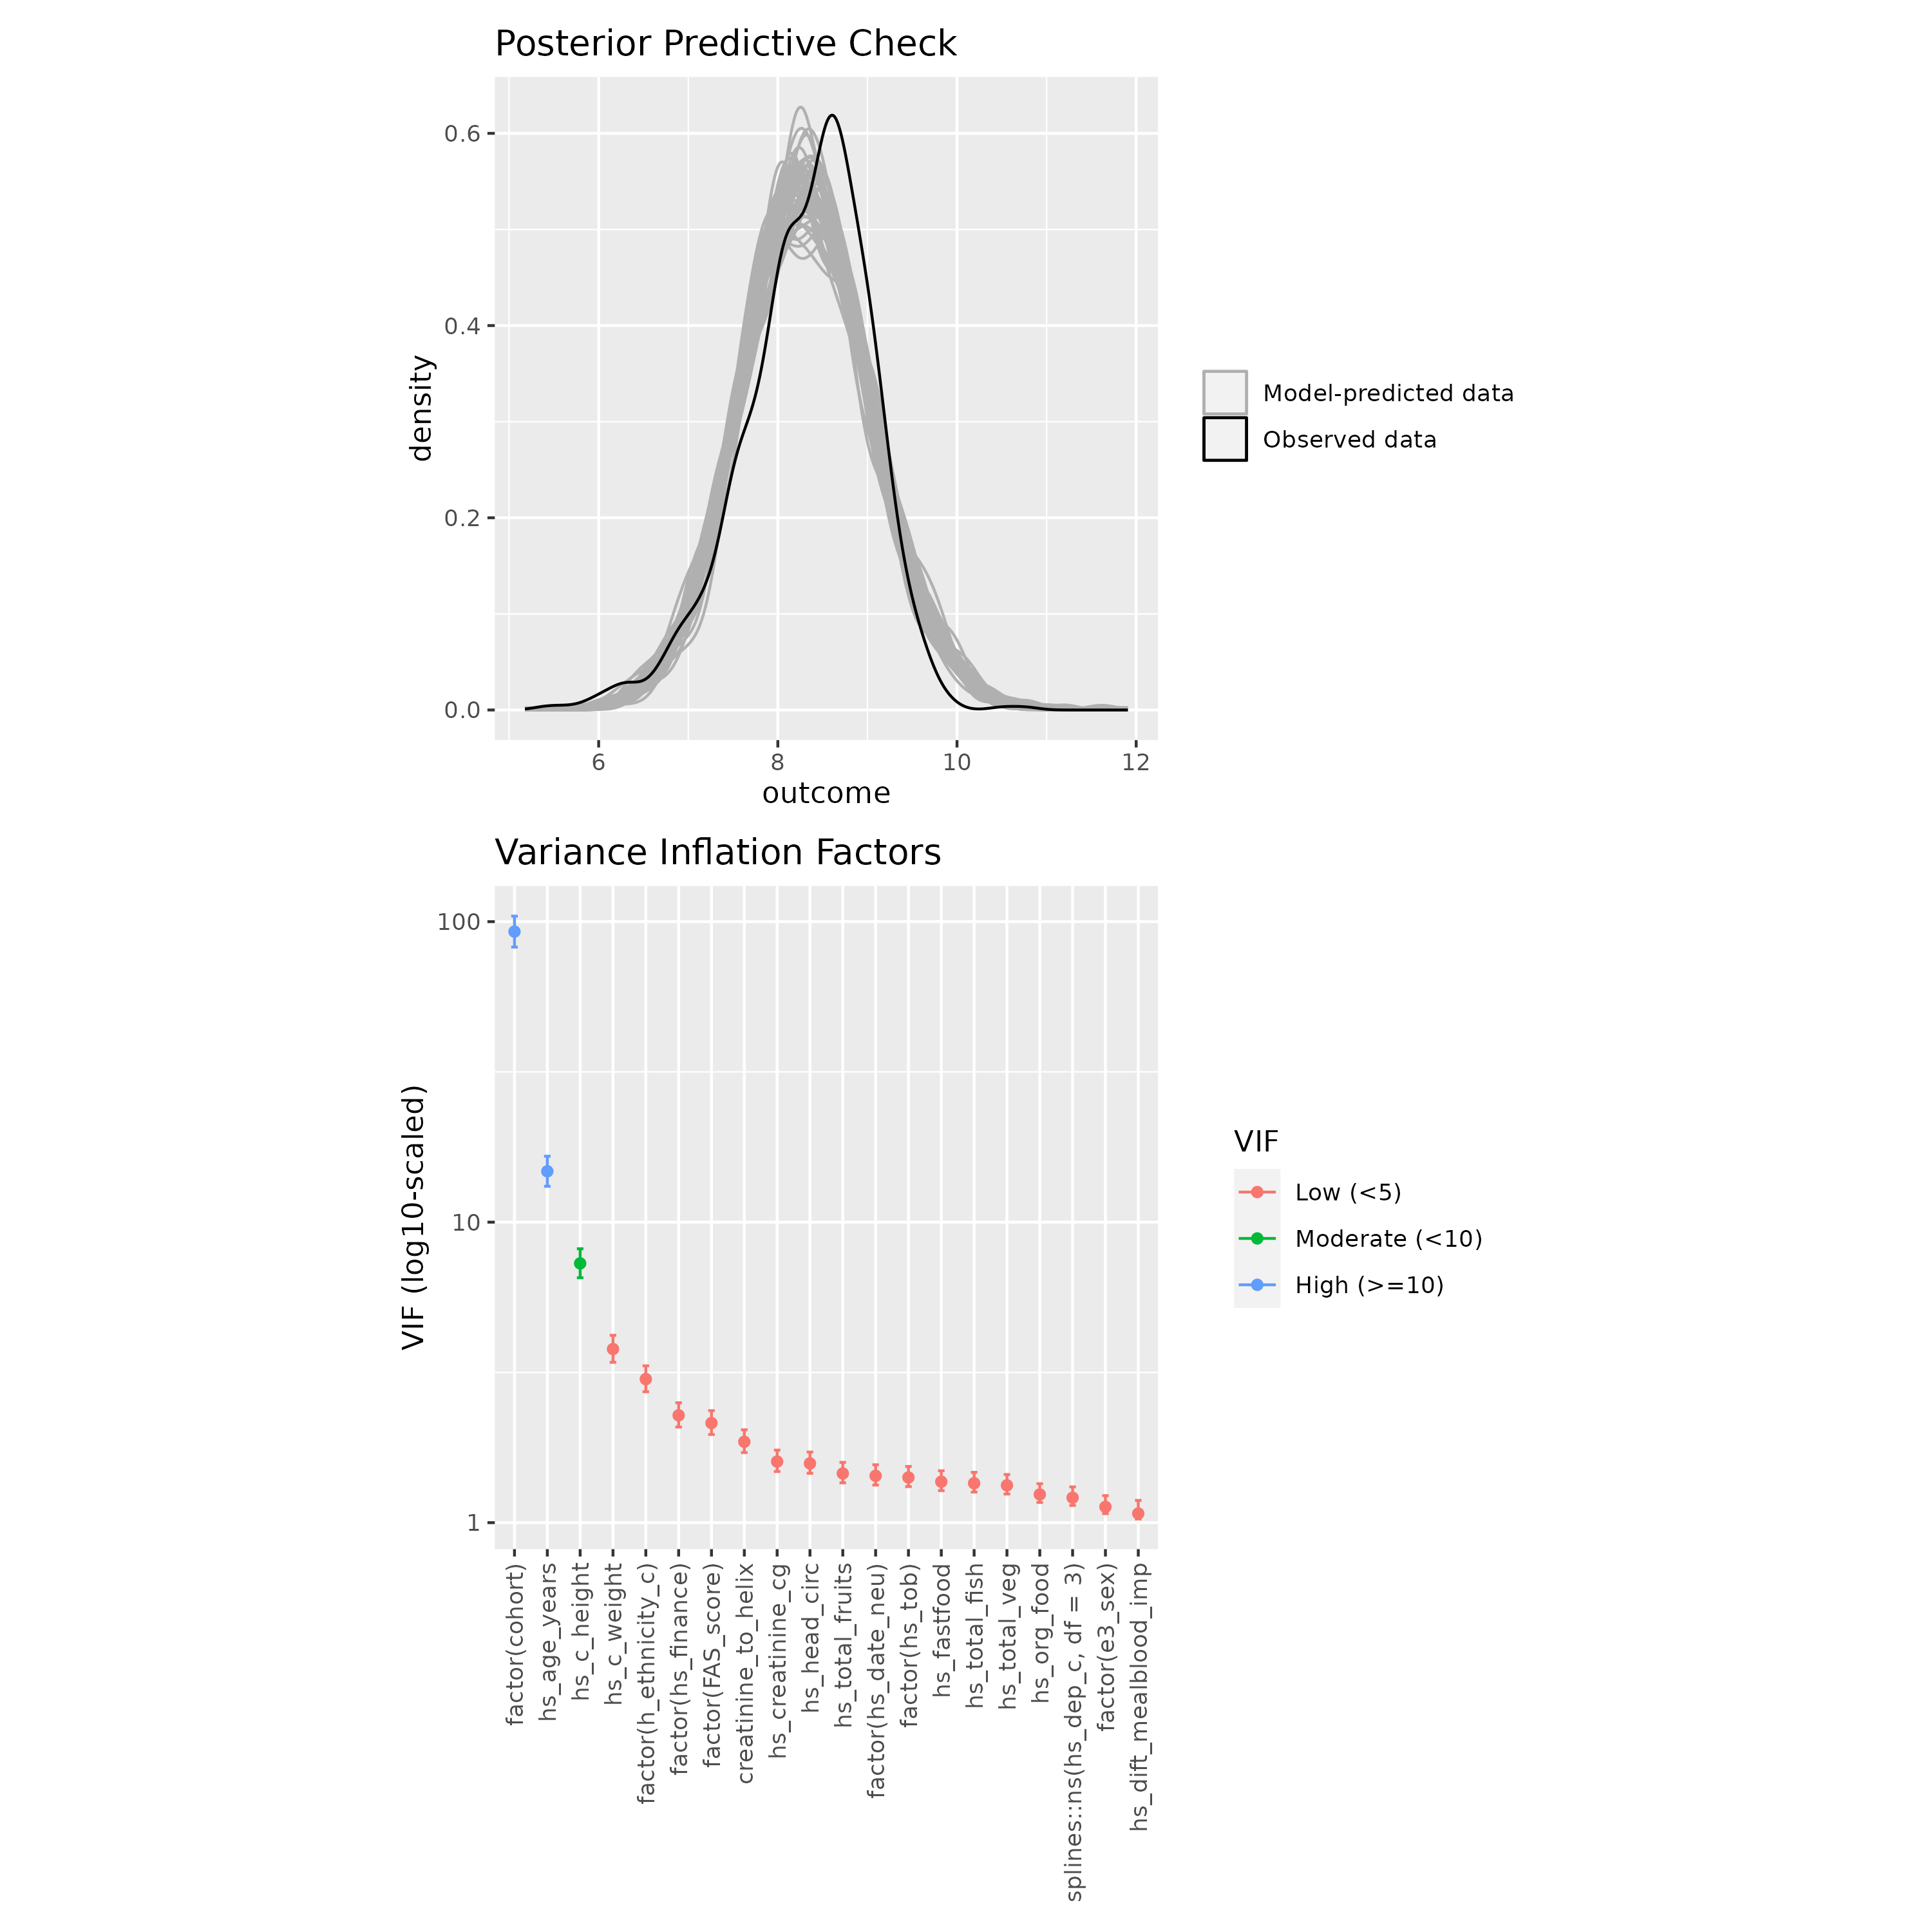 Posterior Predictive Check
0.6
0.4
0.2
0.0
density
6
8
10
12
outcome
Model-predicted data
Observed data
Variance Inflation Factors
100
10
1
VIF (log10-scaled)
factor(cohort)
hs_age_years
hs_c_height
hs_c_weight
factor(h_ethnicity_c)
factor(hs_finance)
factor(FAS_score)
creatinine_to_helix
hs_creatinine_cg
hs_head_circ
hs_total_fruits
factor(hs_date_neu)
factor(hs_tob)
hs_fastfood
hs_total_fish
hs_total_veg
hs_org_food
splines::ns(hs_dep_c, df = 3)
factor(e3_sex)
hs_dift_mealblood_imp
VIF
Low (<5)
Moderate (<10)
High (>=10)